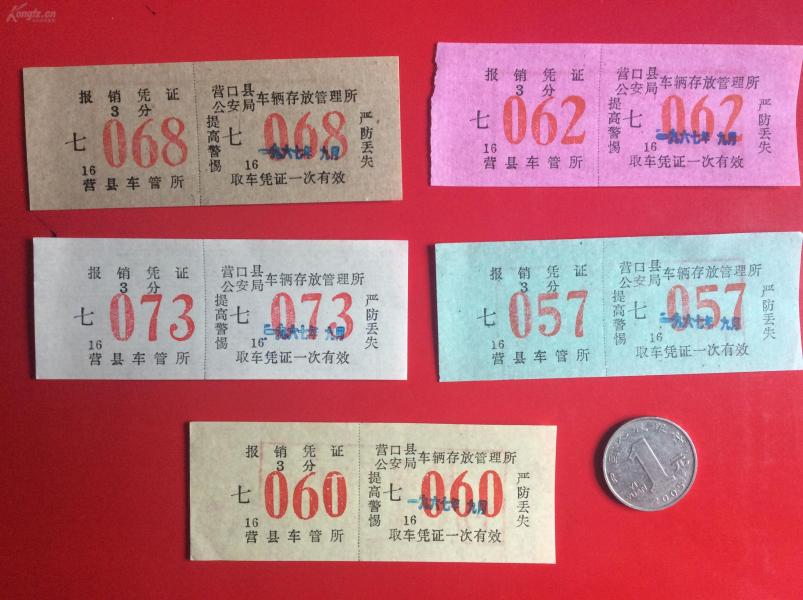 Kongfz.cn
报销凭证
3分
七 068
16
营县车管所
营口县公安局 车辆存放管理所
提高警惕
七 068
一九六七年 九月
16
取车凭证一次有效
严防丢失
报销凭证
3分
七 062
16
营县车管所
营口县公安局 车辆存放管理所
提高警惕
七 062
一九六七年 九月
16
取车凭证一次有效
严防丢失
报销凭证
3分
七 073
16
营县车管所
营口县公安局 车辆存放管理所
提高警惕
七 073
一九六七年 九月
16
取车凭证一次有效
严防丢失
报销凭证
3分
七 057
16
营县车管所
营口县公安局 车辆存放管理所
提高警惕
七 057
一九六七年 九月
16
取车凭证一次有效
严防丢失
报销凭证
3分
七 060
16
营县车管所
营口县公安局 车辆存放管理所
提高警惕
七 060
一九六七年 九月
16
取车凭证一次有效
严防丢失
1元
YI YUAN
2005